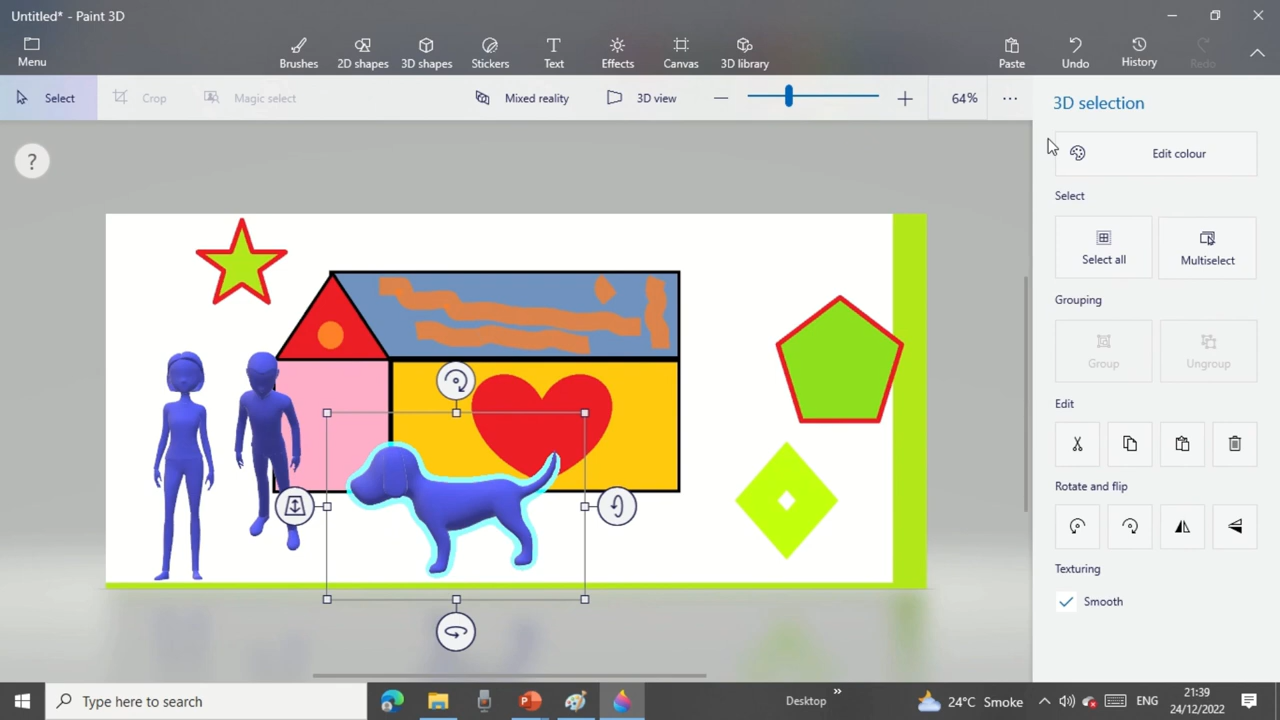 Untitled* - Paint 3D
Menu
Brushes
2D shapes
3D shapes
Stickers
Text
Effects
Canvas
3D library
Paste
Undo
History
Redo
Select
Crop
Magic select
Mixed reality
3D view
64%
3D selection
?
Edit colour
Select
Select all
Multiselect
Grouping
Group
Ungroup
Edit
Rotate and flip
Texturing
Smooth
Type here to search
Desktop
24°C Smoke
ENG
21:39
24/12/2022